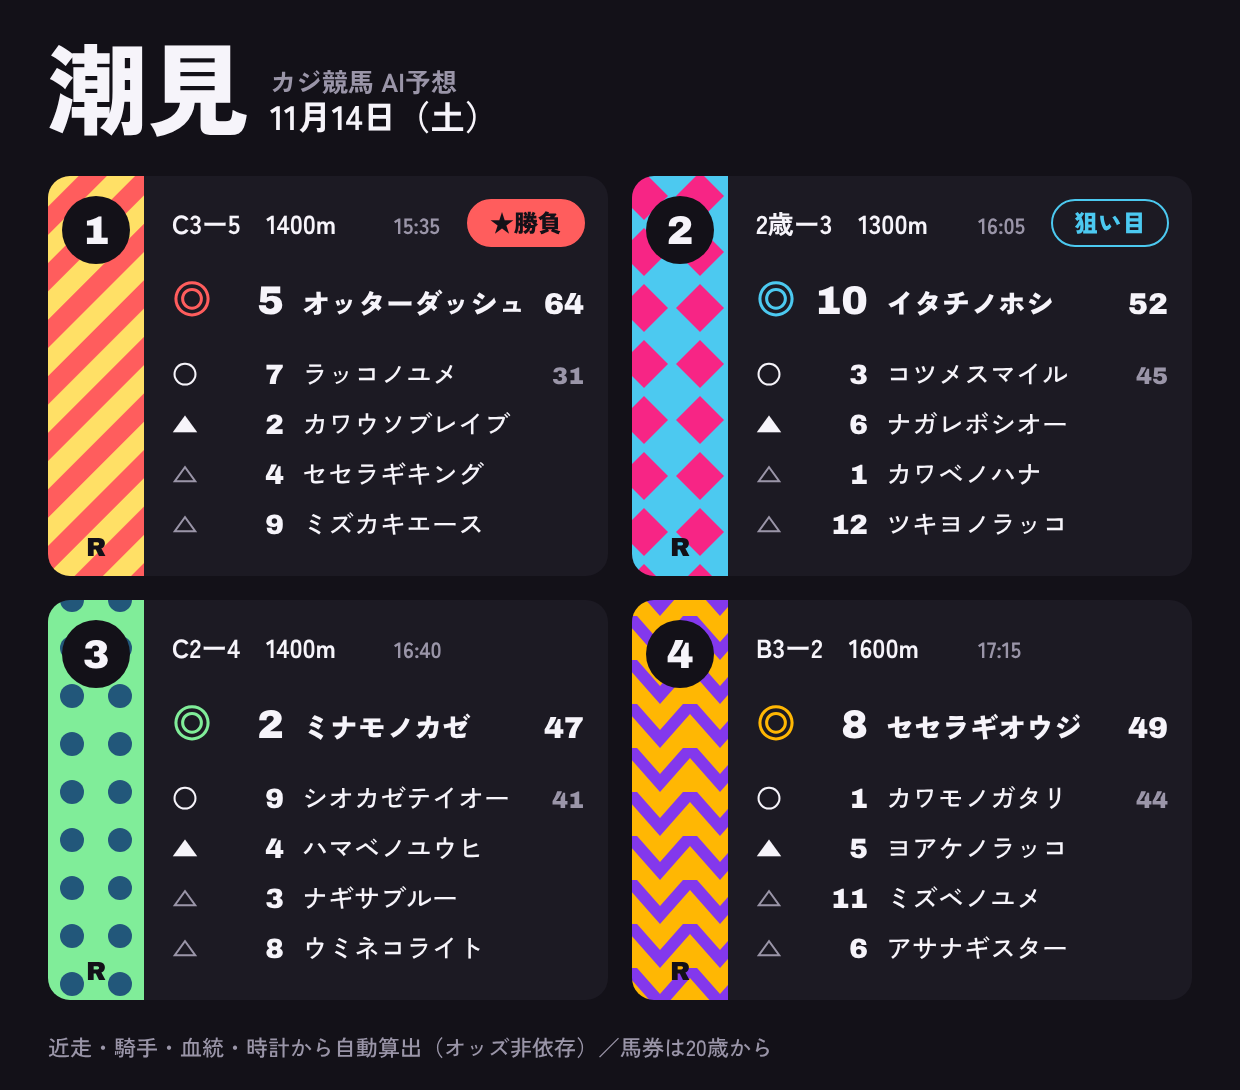 潮見
カジ競馬 AI予想
11月14日（土）
1
C3ー5 1400m 15:35 ★勝負
◎ 5 オッターダッシュ 64
○ 7 ラッコノユメ 31
▲ 2 カワウソブレイブ
△ 4 セセラギキング
△ 9 ミズカキエース
R
2
2歳ー3 1300m 16:05 狙い目
◎ 10 イタチノホシ 52
○ 3 コツメスマイル 45
▲ 6 ナガレボシオー
△ 1 カワベノハナ
△ 12 ツキヨノラッコ
R
3
C2ー4 1400m 16:40
◎ 2 ミナモノカゼ 47
○ 9 シオカゼテイオー 41
▲ 4 ハマベノユウヒ
△ 3 ナギサブルー
△ 8 ウミネコライト
R
4
B3ー2 1600m 17:15
◎ 8 セセラギオウジ 49
○ 1 カワモノガタリ 44
▲ 5 ヨアケノラッコ
△ 11 ミズベノユメ
△ 6 アサナギスター
R
近走・騎手・血統・時計から自動算出（オッズ非依存）／馬券は20歳から